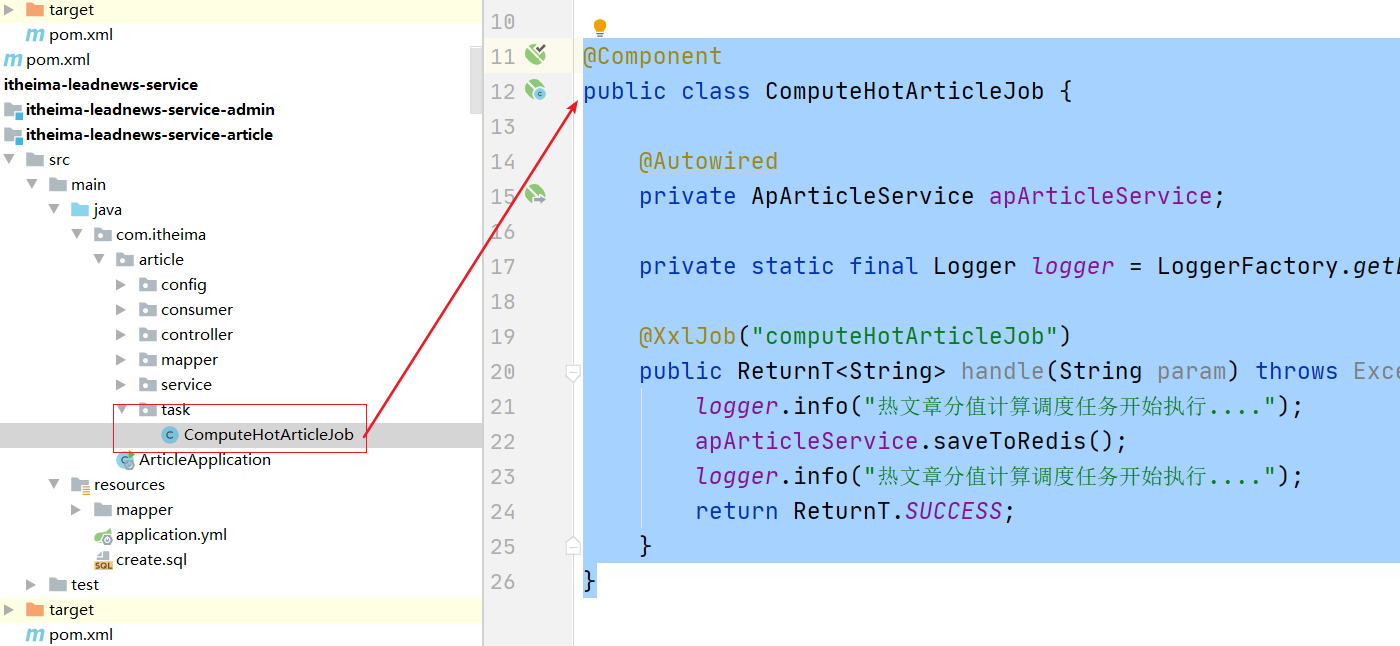 target
pom.xml
pom.xml
itheima-leadnews-service
itheima-leadnews-service-admin
itheima-leadnews-service-article
src
main
java
com.itheima
article
config
consumer
controller
mapper
service
task
ComputeHotArticleJob
ArticleApplication
resources
mapper
application.yml
create.sql
test
target
pom.xml
10
11 @Component
12 public class ComputeHotArticleJob {
13
14 @Autowired
15 private ApArticleService apArticleService;
16
17 private static final Logger logger = LoggerFactory.get
18
19 @XxlJob("computeHotArticleJob")
20 public ReturnT<String> handle(String param) throws Exce
21 logger.info("热文章分值计算调度任务开始执行....");
22 apArticleService.saveToRedis();
23 logger.info("热文章分值计算调度任务开始执行....");
24 return ReturnT.SUCCESS;
25 }
26 }